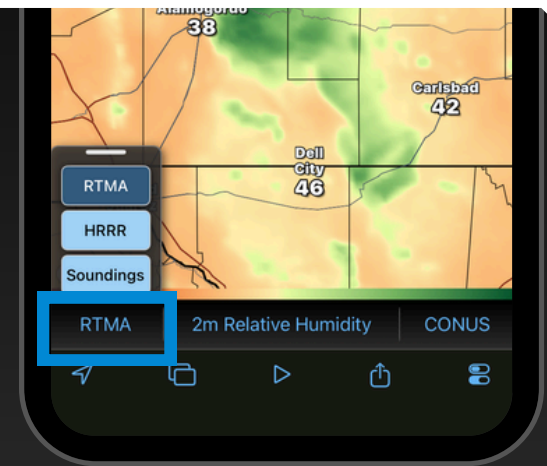 Alamogordo
38
Carlsbad
42
Dell
City
46
RTMA
HRRR
Soundings
RTMA
2m Relative Humidity
CONUS